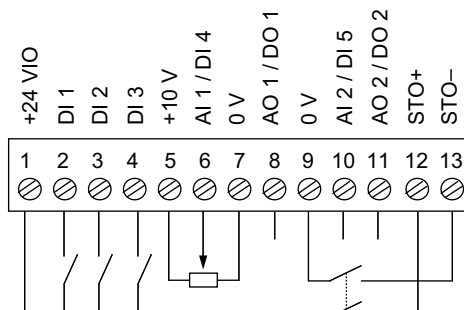 +24 VIO
DI 1
DI 2
DI 3
+10 V
AI 1 / DI 4
0 V
AO 1 / DO 1
0 V
AI 2 / DI 5
AO 2 / DO 2
STO+
STO–
1 2 3 4 5 6 7 8 9 10 11 12 13